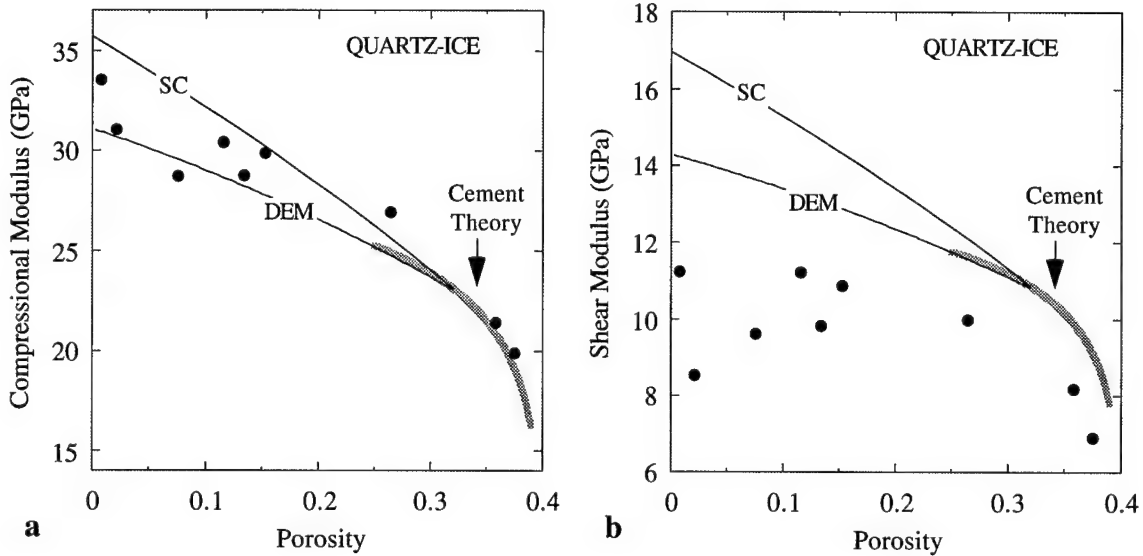 QUARTZ-ICE
SC
DEM
Cement
Theory
Compressional Modulus (GPa)
35
30
25
20
15
0
0.1
0.2
0.3
0.4
Porosity
a
QUARTZ-ICE
SC
DEM
Cement
Theory
Shear Modulus (GPa)
18
16
14
12
10
8
6
0
0.1
0.2
0.3
0.4
Porosity
b